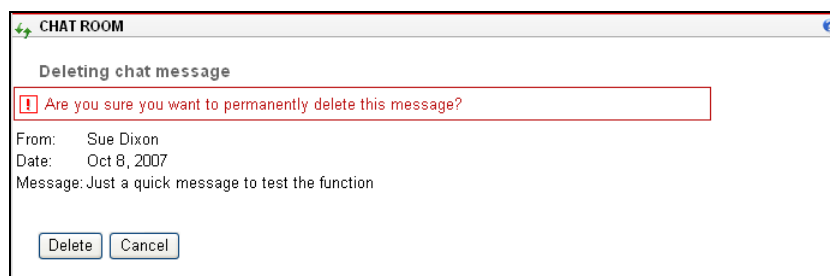 CHAT ROOM
Deleting chat message
! Are you sure you want to permanently delete this message?
From: Sue Dixon
Date: Oct 8, 2007
Message: Just a quick message to test the function
Delete Cancel